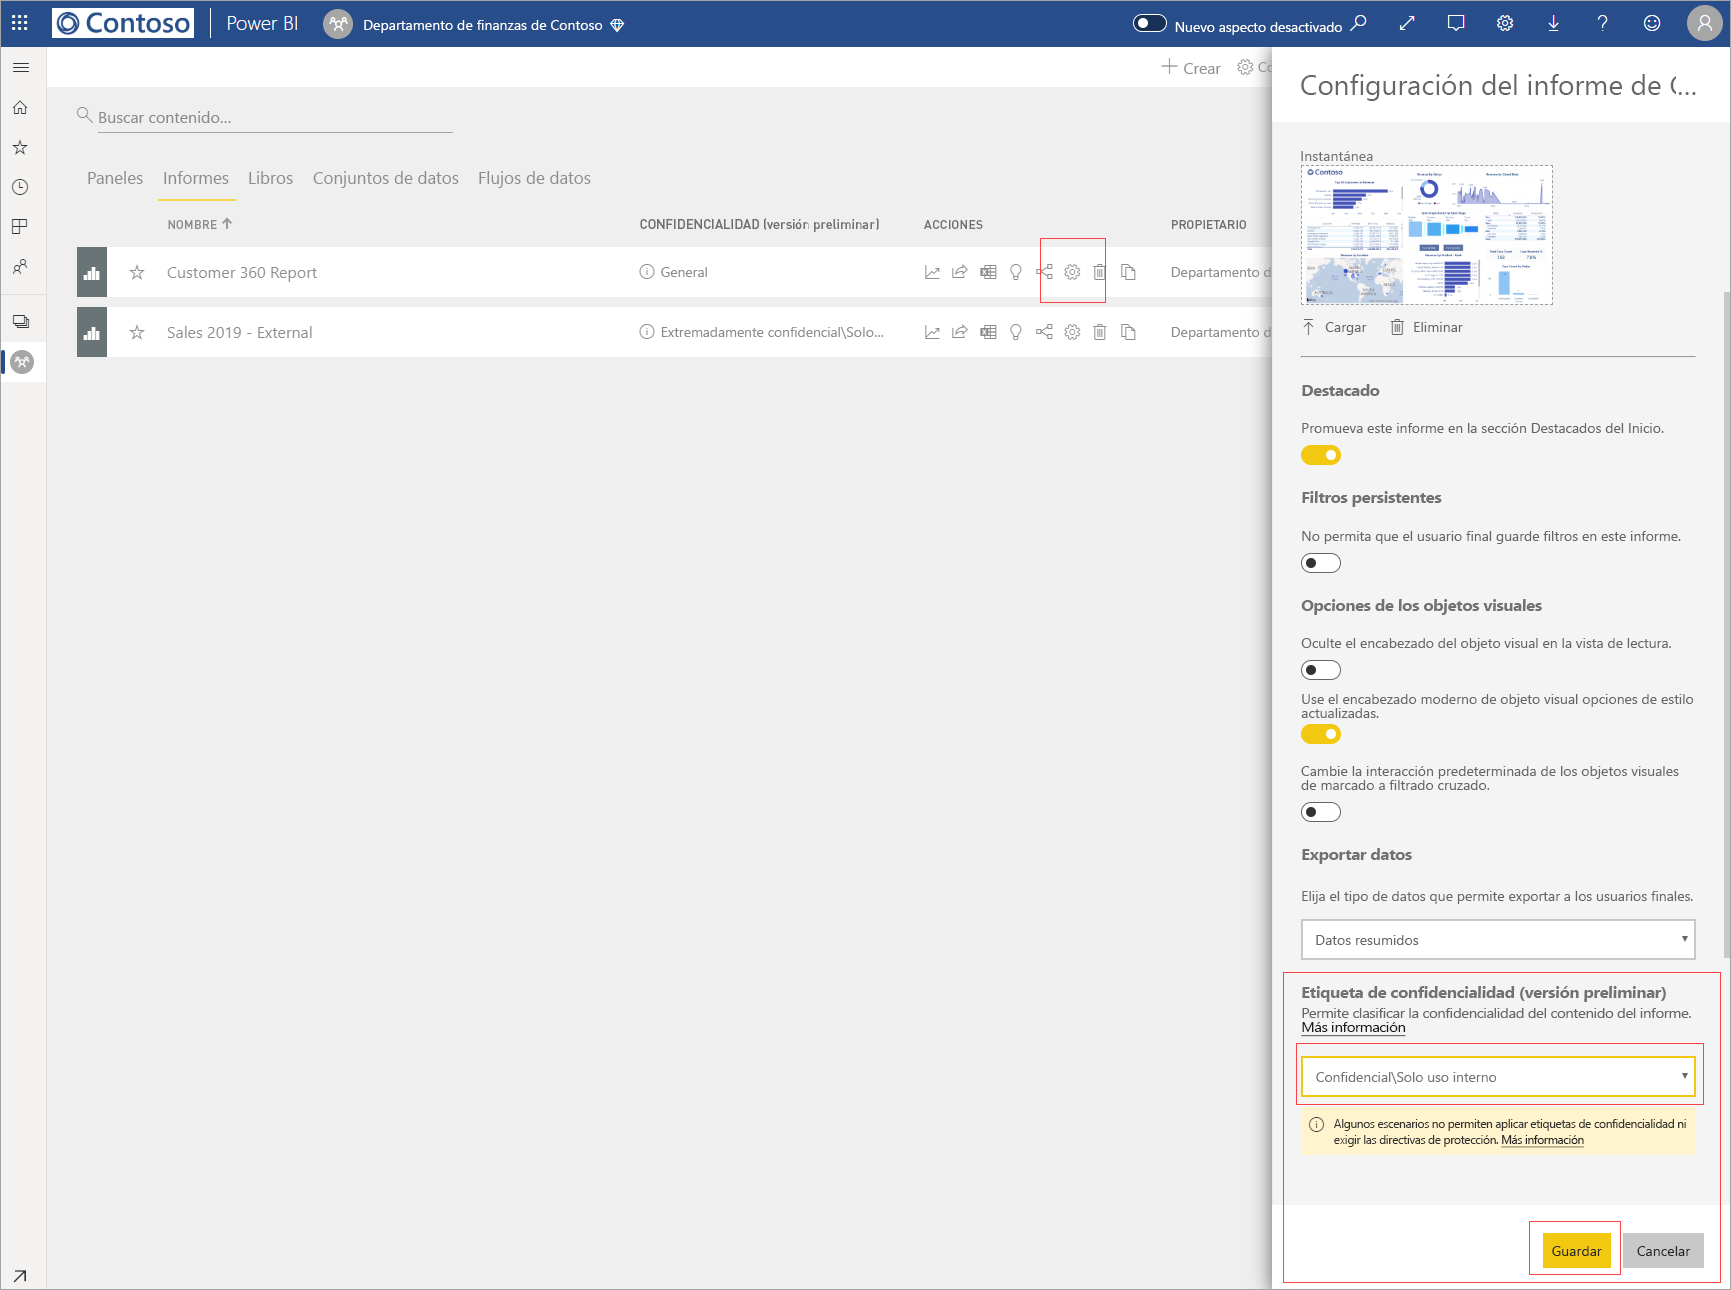 Contoso
Power BI
Departamento de finanzas de Contoso
Nuevo aspecto desactivado
Crear
Buscar contenido...
Paneles
Informes
Libros
Conjuntos de datos
Flujos de datos
NOMBRE
CONFIDENCIALIDAD (versión preliminar)
ACCIONES
PROPIETARIO
Customer 360 Report
General
Departamento d
Sales 2019 - External
Extremadamente confidencial\Solo...
Departamento d
Configuración del informe de C...
Instantánea
Contoso
Cargar
Eliminar
Destacado
Promueva este informe en la sección Destacados del Inicio.
Filtros persistentes
No permita que el usuario final guarde filtros en este informe.
Opciones de los objetos visuales
Oculte el encabezado del objeto visual en la vista de lectura.
Use el encabezado moderno de objeto visual opciones de estilo
actualizadas.
Cambie la interacción predeterminada de los objetos visuales
de marcado a filtrado cruzado.
Exportar datos
Elija el tipo de datos que permite exportar a los usuarios finales.
Datos resumidos
Etiqueta de confidencialidad (versión preliminar)
Permite clasificar la confidencialidad del contenido del informe.
Más información
Confidencial\Solo uso interno
Algunos escenarios no permiten aplicar etiquetas de confidencialidad ni
exigir las directivas de protección. Más información
Guardar
Cancelar